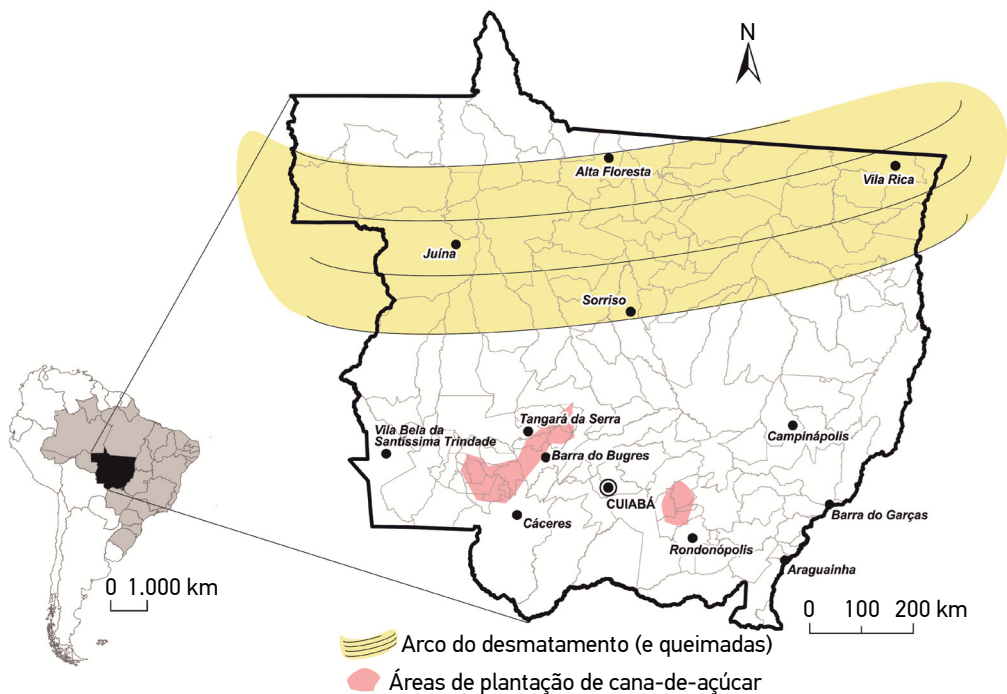 N
Alta Floresta
Vila Rica
Juína
Sorriso
Vila Bela da
Santíssima Trindade
Tangará da Serra
Barra do Bugres
Campinápolis
CUIABÁ
Cáceres
Barra do Garças
Rondonópolis
Araguainha
0 1.000 km
0 100 200 km
Arco do desmatamento (e queimadas)
Áreas de plantação de cana-de-açúcar